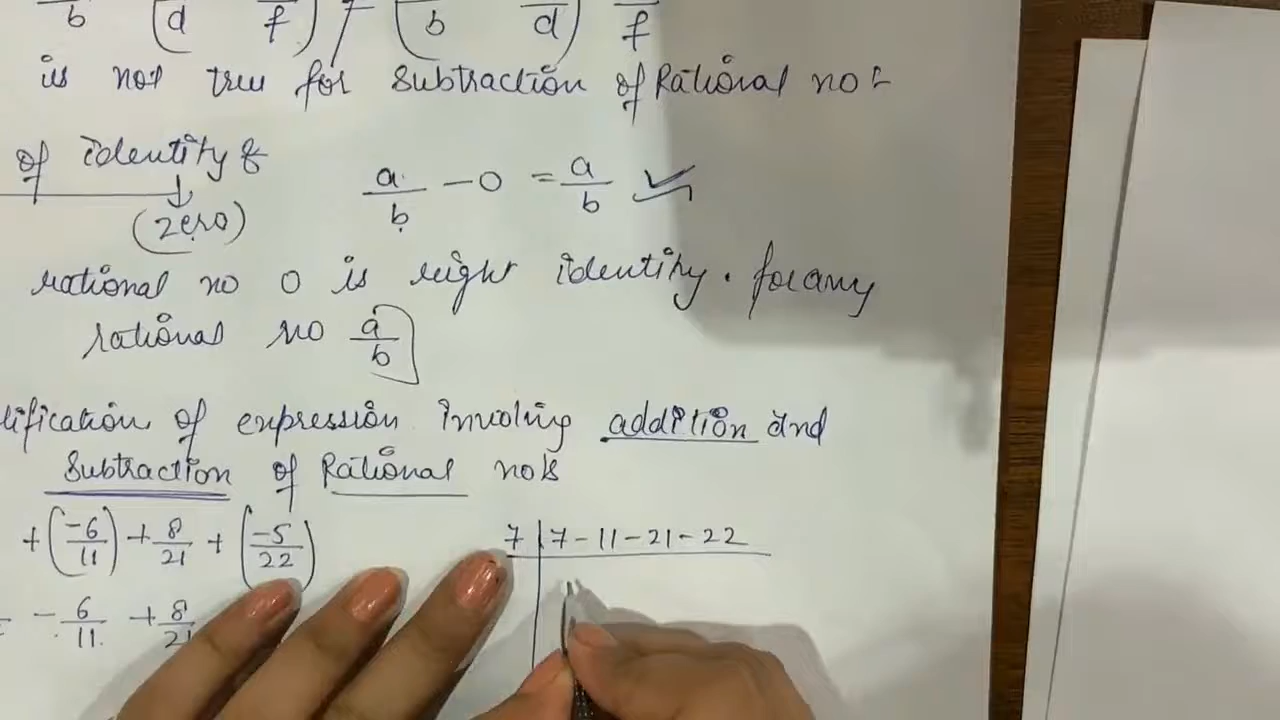 b (d f) ≠ (b d) f
is not true for Subtraction of Rational no^s
of identity &
(zero) a/b - 0 = a/b ✓
rational no 0 is right identity. for any
rational no a/b
lification of expression involving addition and
Subtraction of Rational no's
+ (-6/11) + 8/21 + (-5/22)
7 | 7 - 11 - 21 - 22
- 6/11 + 8/21